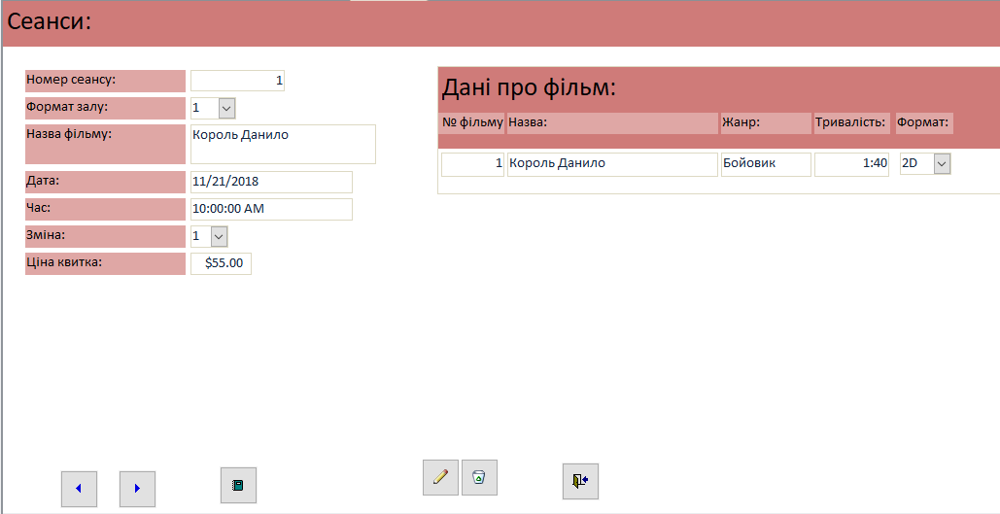 Сеанси:
Номер сеансу: 1
Формат залу: 1
Назва фільму: Король Данило
Дата: 11/21/2018
Час: 10:00:00 AM
Зміна: 1
Ціна квитка: $55.00
Дані про фільм:
№ фільму Назва: Жанр: Тривалість: Формат:
1 Король Данило Бойовик 1:40 2D